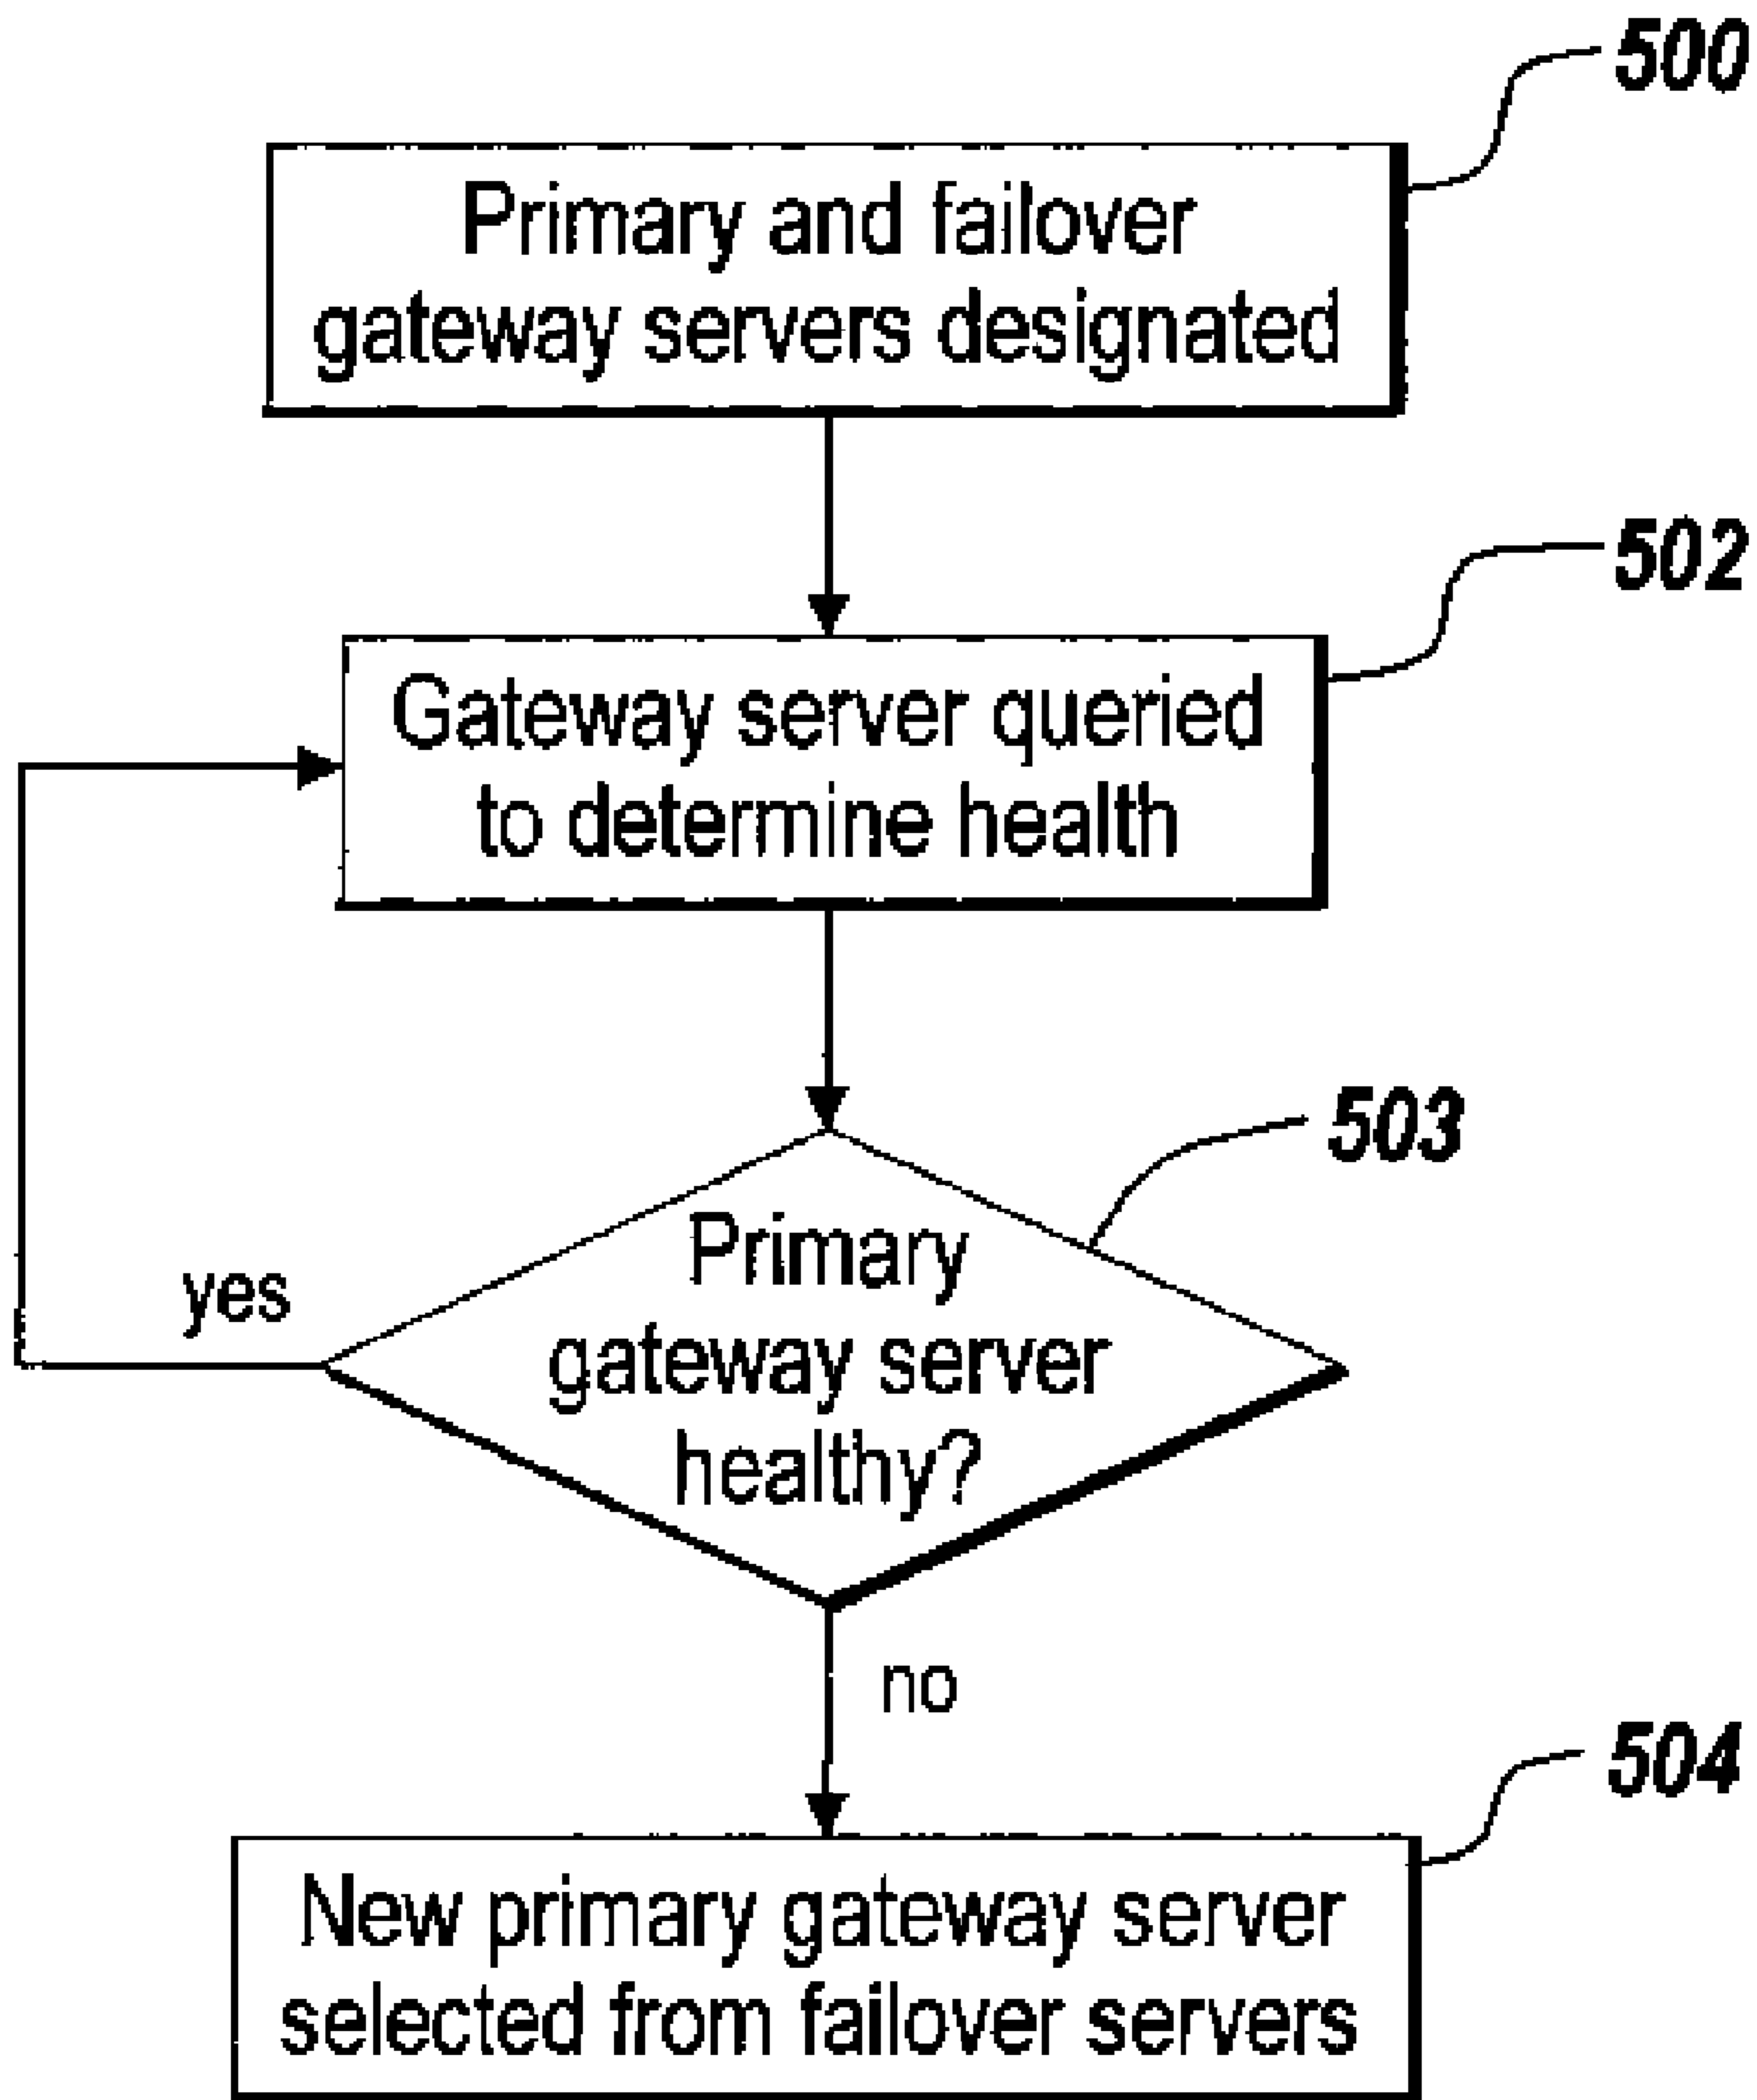 500
Primary and failover
gateway servers designated
502
Gateway server queried
to determine health
503
Primary
gateway server
healthy?
yes
no
504
New primary gateway server
selected from failover servers